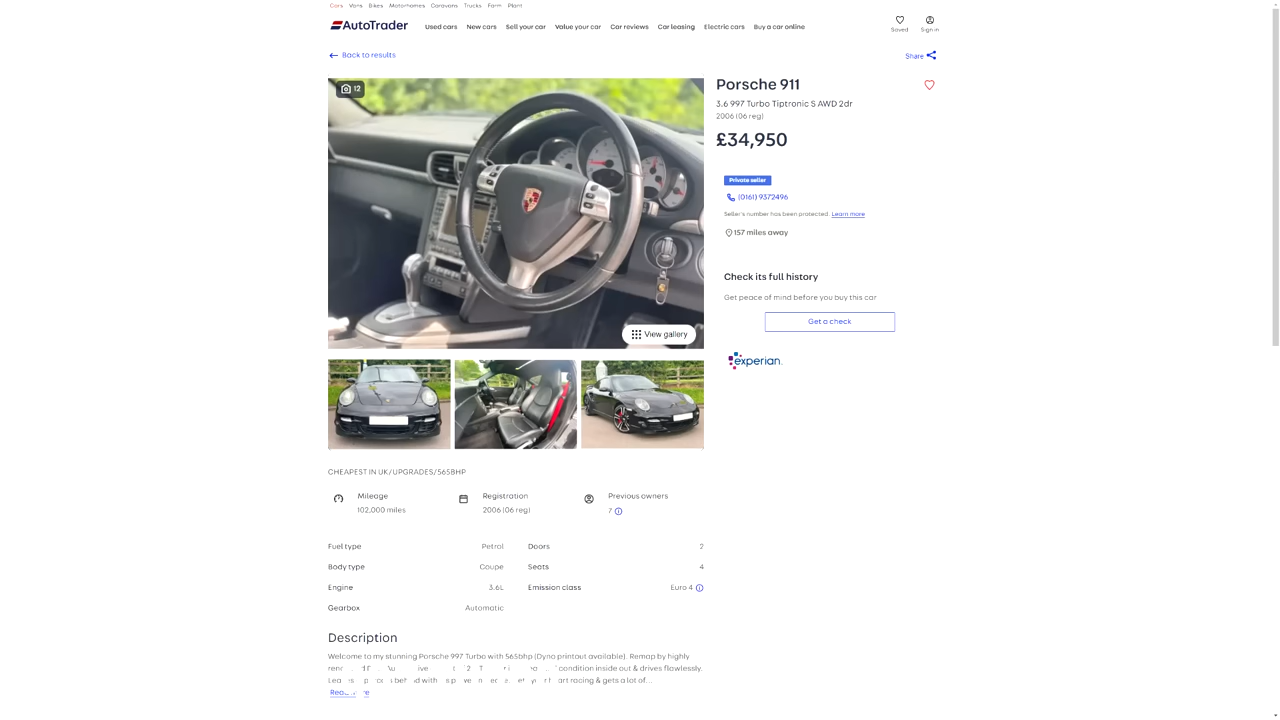 Cars Vans Bikes Motorhomes Caravans Trucks Farm Plant
AutoTrader Used cars New cars Sell your car Value your car Car reviews Car leasing Electric cars Buy a car online Saved Sign in
Back to results Share
12
Porsche 911
3.6 997 Turbo Tiptronic S AWD 2dr
2006 (06 reg)
£34,950
Private seller
(0161) 9372496
Seller's number has been protected. Learn more
157 miles away
Check its full history
Get peace of mind before you buy this car
Get a check
experian.
View gallery
CHEAPEST IN UK/UPGRADES/565BHP
Mileage Registration Previous owners
102,000 miles 2006 (06 reg) 7
Fuel type Petrol Doors 2
Body type Coupe Seats 4
Engine 3.6L Emission class Euro 4
Gearbox Automatic
Description
Welcome to my stunning Porsche 997 Turbo with 565bhp (Dyno printout available). Remap by highly
condition inside out & drives flawlessly.
with racing & gets a lot of...